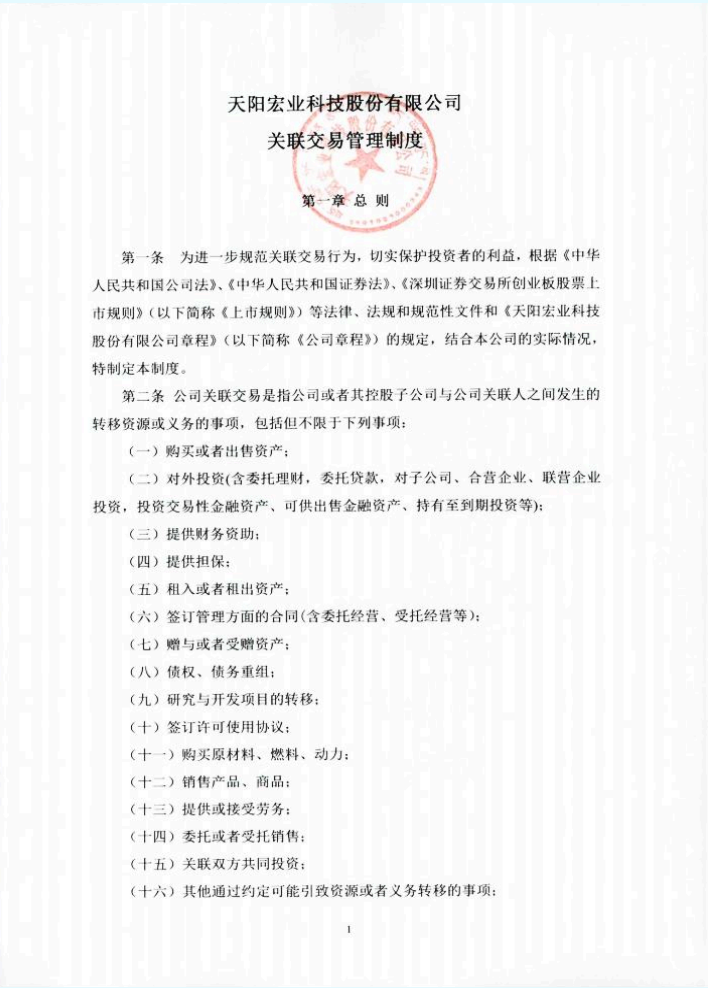 天阳宏业科技股份有限公司
关联交易管理制度
第一章 总 则
第一条 为进一步规范关联交易行为，切实保护投资者的利益，根据《中华
人民共和国公司法》、《中华人民共和国证券法》、《深圳证券交易所创业板股票上
市规则》（以下简称《上市规则》）等法律、法规和规范性文件和《天阳宏业科技
股份有限公司章程》（以下简称《公司章程》）的规定，结合本公司的实际情况，
特制定本制度。
第二条 公司关联交易是指公司或者其控股子公司与公司关联人之间发生的
转移资源或义务的事项，包括但不限于下列事项：
（一）购买或者出售资产；
（二）对外投资(含委托理财，委托贷款，对子公司、合营企业、联营企业
投资，投资交易性金融资产、可供出售金融资产、持有至到期投资等)；
（三）提供财务资助；
（四）提供担保；
（五）租入或者租出资产；
（六）签订管理方面的合同(含委托经营、受托经营等)；
（七）赠与或者受赠资产；
（八）债权、债务重组；
（九）研究与开发项目的转移；
（十）签订许可使用协议；
（十一）购买原材料、燃料、动力；
（十二）销售产品、商品；
（十三）提供或接受劳务；
（十四）委托或者受托销售；
（十五）关联双方共同投资；
（十六）其他通过约定可能引致资源或者义务转移的事项；
1